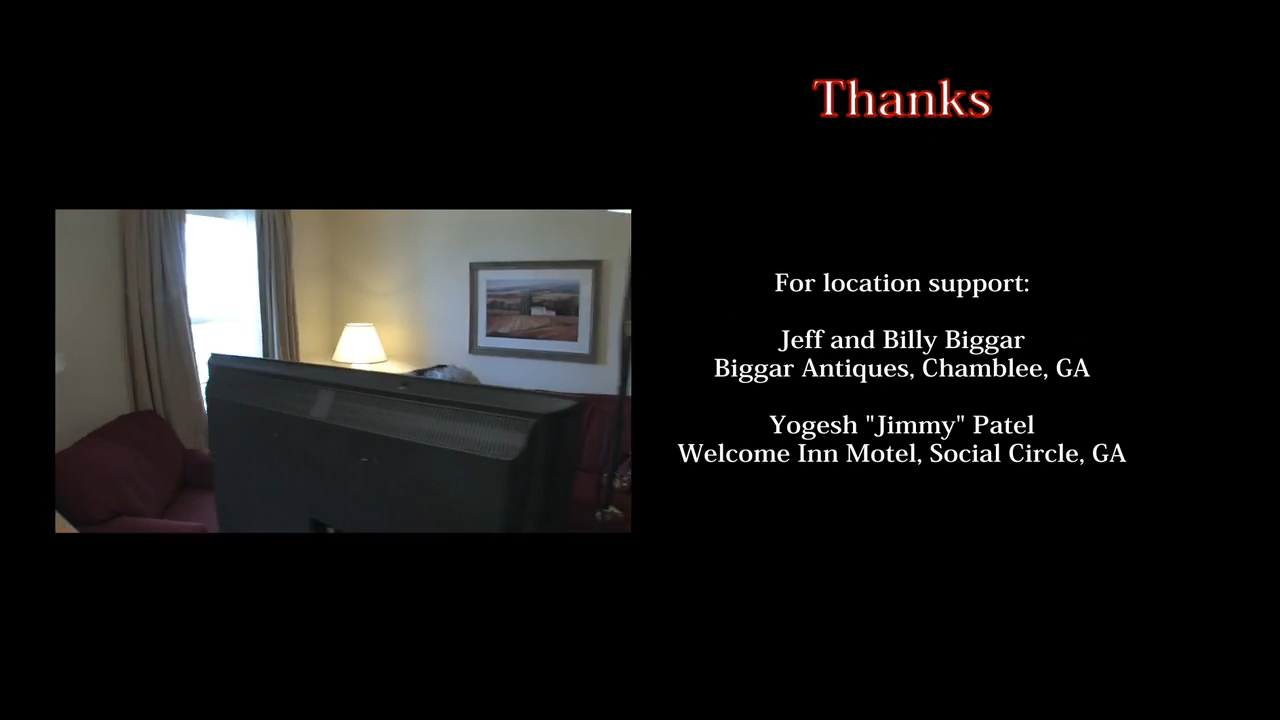 Thanks
For location support:
Jeff and Billy Biggar
Biggar Antiques, Chamblee, GA
Yogesh "Jimmy" Patel
Welcome Inn Motel, Social Circle, GA